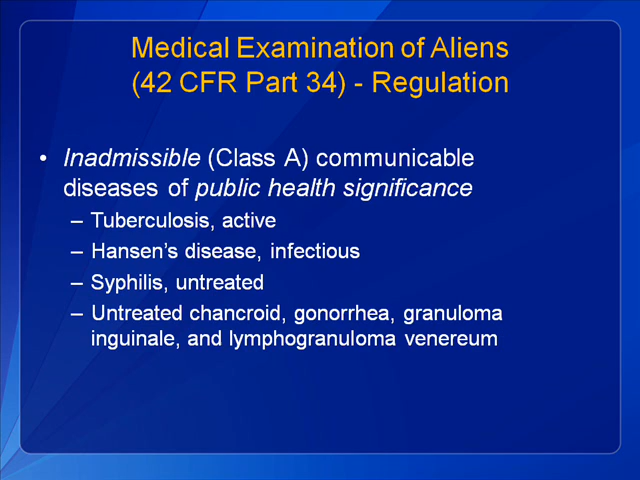 Medical Examination of Aliens
(42 CFR Part 34) - Regulation
• Inadmissible (Class A) communicable
diseases of public health significance
– Tuberculosis, active
– Hansen's disease, infectious
– Syphilis, untreated
– Untreated chancroid, gonorrhea, granuloma
inguinale, and lymphogranuloma venereum